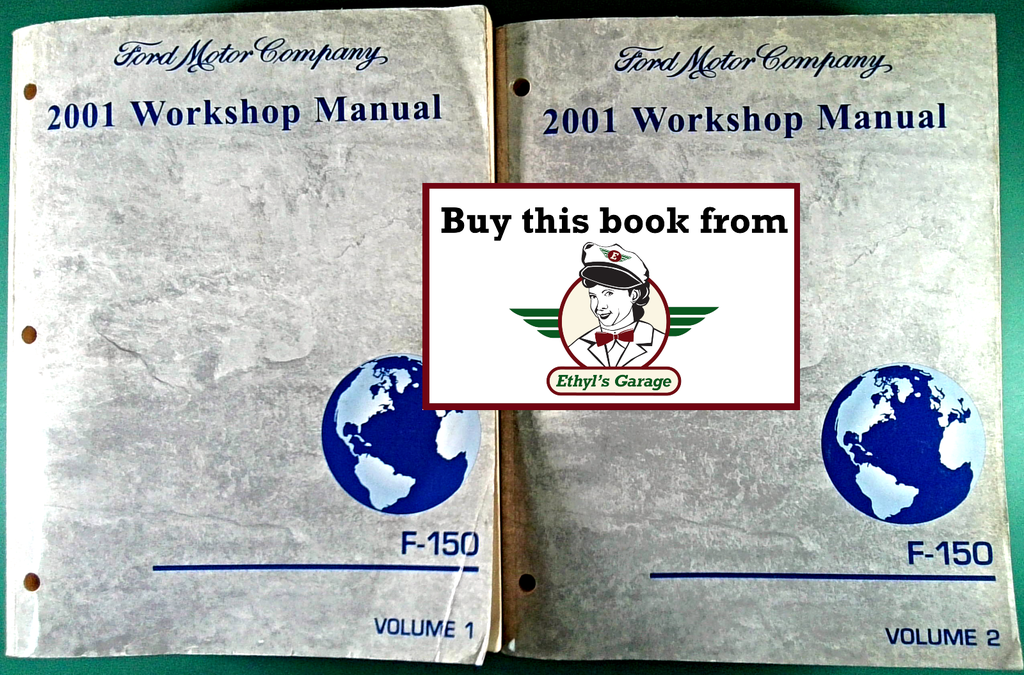 Ford Motor Company
2001 Workshop Manual
F-150
VOLUME 1
Ford Motor Company
2001 Workshop Manual
F-150
VOLUME 2
Buy this book from
E
Ethyl's Garage